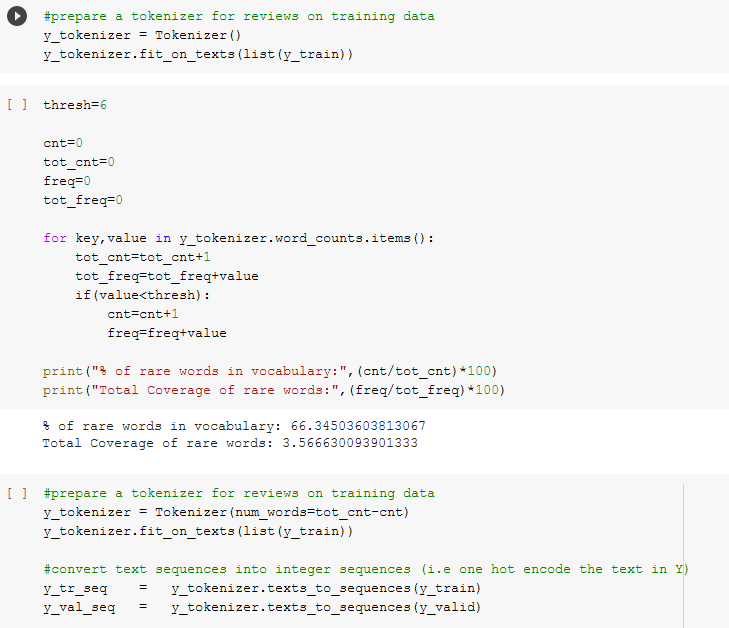 #prepare a tokenizer for reviews on training data
y_tokenizer = Tokenizer()
y_tokenizer.fit_on_texts(list(y_train))
[ ] thresh=6
cnt=0
tot_cnt=0
freq=0
tot_freq=0
for key,value in y_tokenizer.word_counts.items():
    tot_cnt=tot_cnt+1
    tot_freq=tot_freq+value
    if(value<thresh):
        cnt=cnt+1
        freq=freq+value
print("% of rare words in vocabulary:",(cnt/tot_cnt)*100)
print("Total Coverage of rare words:",(freq/tot_freq)*100)
% of rare words in vocabulary: 66.34503603813067
Total Coverage of rare words: 3.566630093901333
[ ] #prepare a tokenizer for reviews on training data
y_tokenizer = Tokenizer(num_words=tot_cnt-cnt)
y_tokenizer.fit_on_texts(list(y_train))
#convert text sequences into integer sequences (i.e one hot encode the text in Y)
y_tr_seq    =   y_tokenizer.texts_to_sequences(y_train)
y_val_seq   =   y_tokenizer.texts_to_sequences(y_valid)